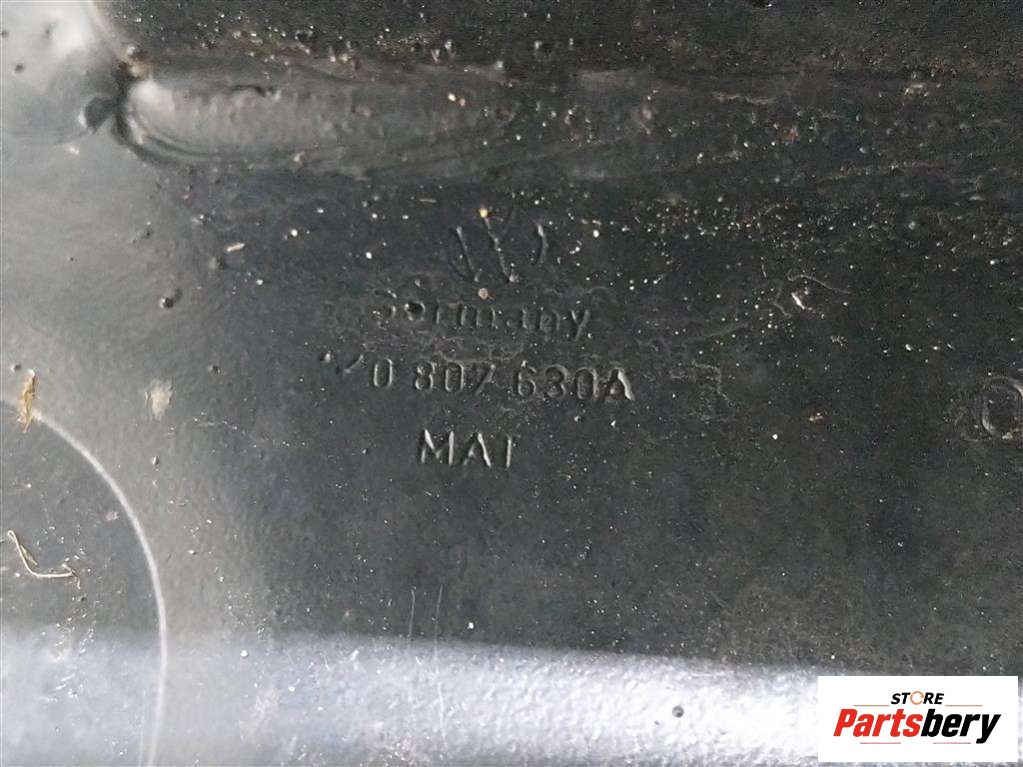 Germany
0 807 630A
MAT
STORE
Partsbery